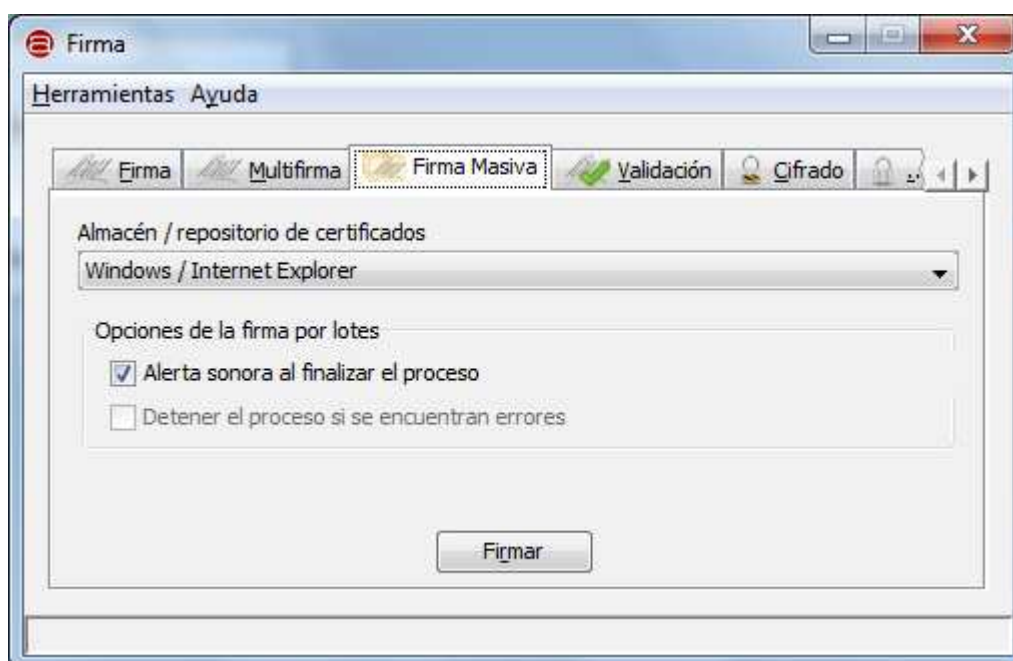 Firma
Herramientas Ayuda
Firma Multifirma Firma Masiva Validación Cifrado ..
Almacén / repositorio de certificados
Windows / Internet Explorer
Opciones de la firma por lotes
Alerta sonora al finalizar el proceso
Detener el proceso si se encuentran errores
Firmar